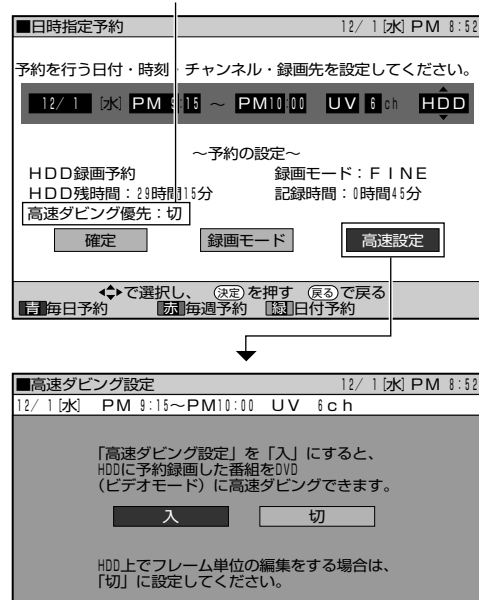 ■日時指定予約 12/ 1[水] PM 8:52
予約を行う日付・時刻・チャンネル・録画先を設定してください。
12/ 1 [水] PM 9:15 ～ PM10:00 UV 6ch HDD
～予約の設定～
HDD録画予約 録画モード：FINE
HDD残時間：29時間15分 記録時間：0時間45分
高速ダビング優先：切
確定 録画モード 高速設定
で選択し、 決定 を押す 戻る で戻る
青 毎日予約 赤 毎週予約 緑 日付予約
■高速ダビング設定 12/ 1[水] PM 8:52
12/ 1[水] PM 9:15～PM10:00 UV 6ch
「高速ダビング設定」を「入」にすると、
HDDに予約録画した番組をDVD
（ビデオモード）に高速ダビングできます。
入 切
HDD上でフレーム単位の編集をする場合は、
「切」に設定してください。